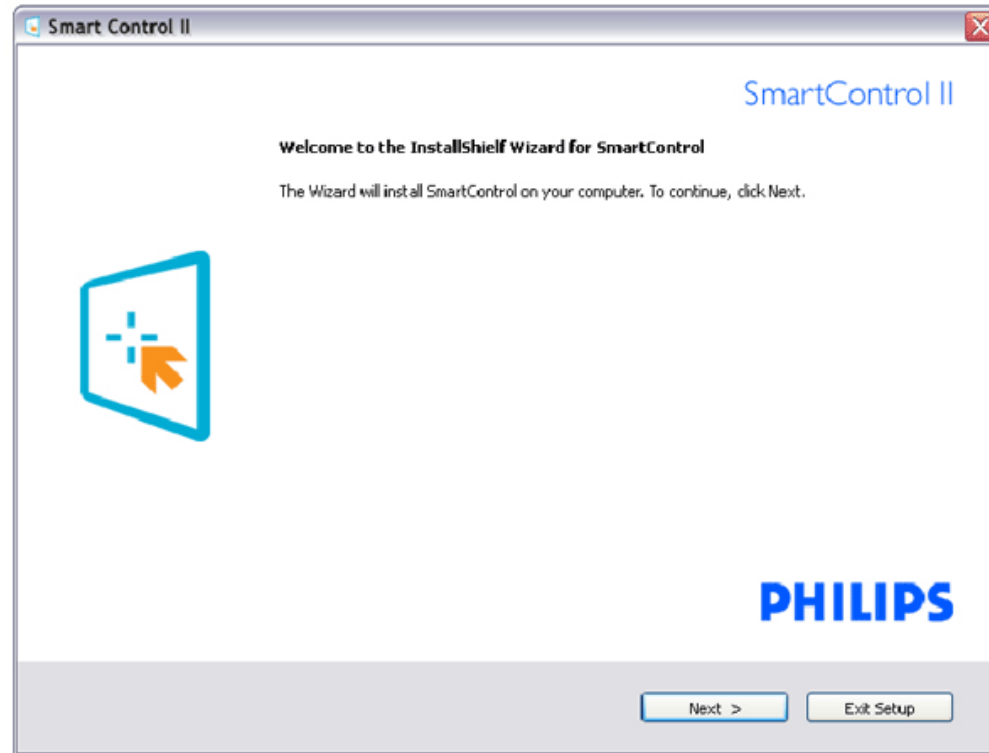 Smart Control II
SmartControl II
Welcome to the InstallShielf Wizard for SmartControl
The Wizard will install SmartControl on your computer. To continue, click Next.
PHILIPS
Next >
Exit Setup